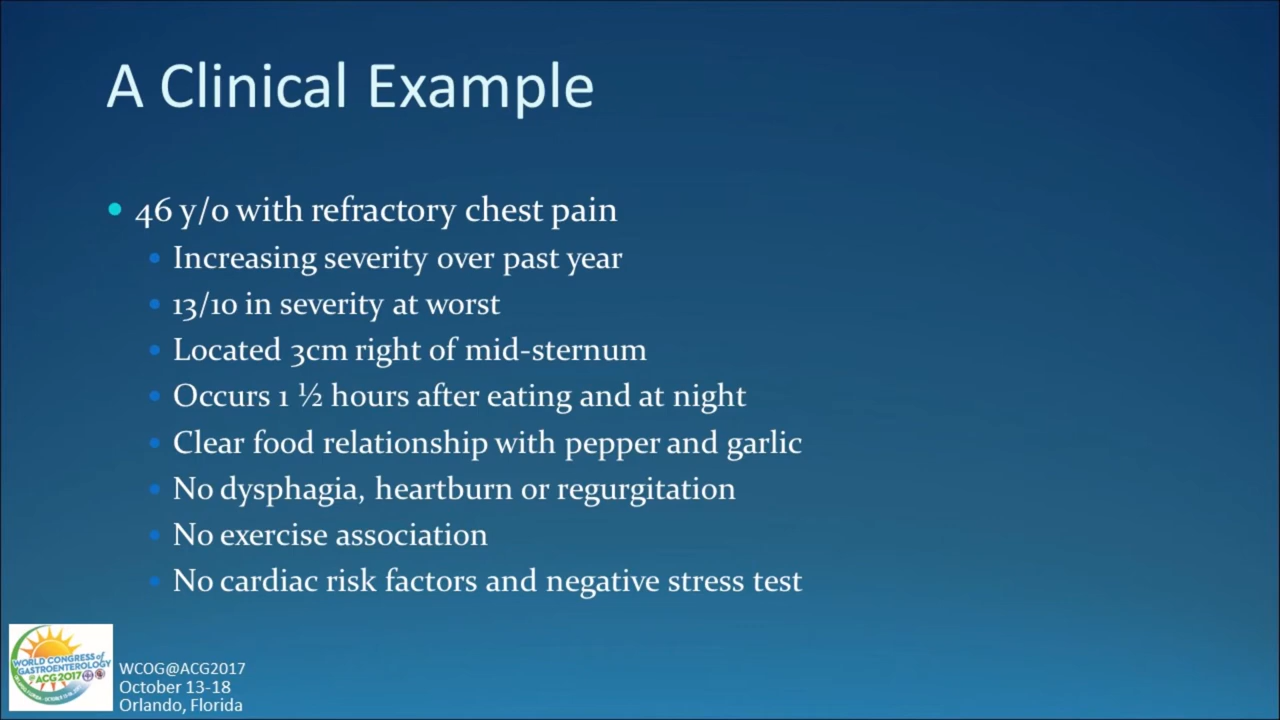 A Clinical Example
46 y/o with refractory chest pain
Increasing severity over past year
13/10 in severity at worst
Located 3cm right of mid-sternum
Occurs 1 ½ hours after eating and at night
Clear food relationship with pepper and garlic
No dysphagia, heartburn or regurgitation
No exercise association
No cardiac risk factors and negative stress test
WORLD CONGRESS of
GASTROENTEROLOGY
ACG2017
WCOG@ACG2017
October 13-18
Orlando, Florida